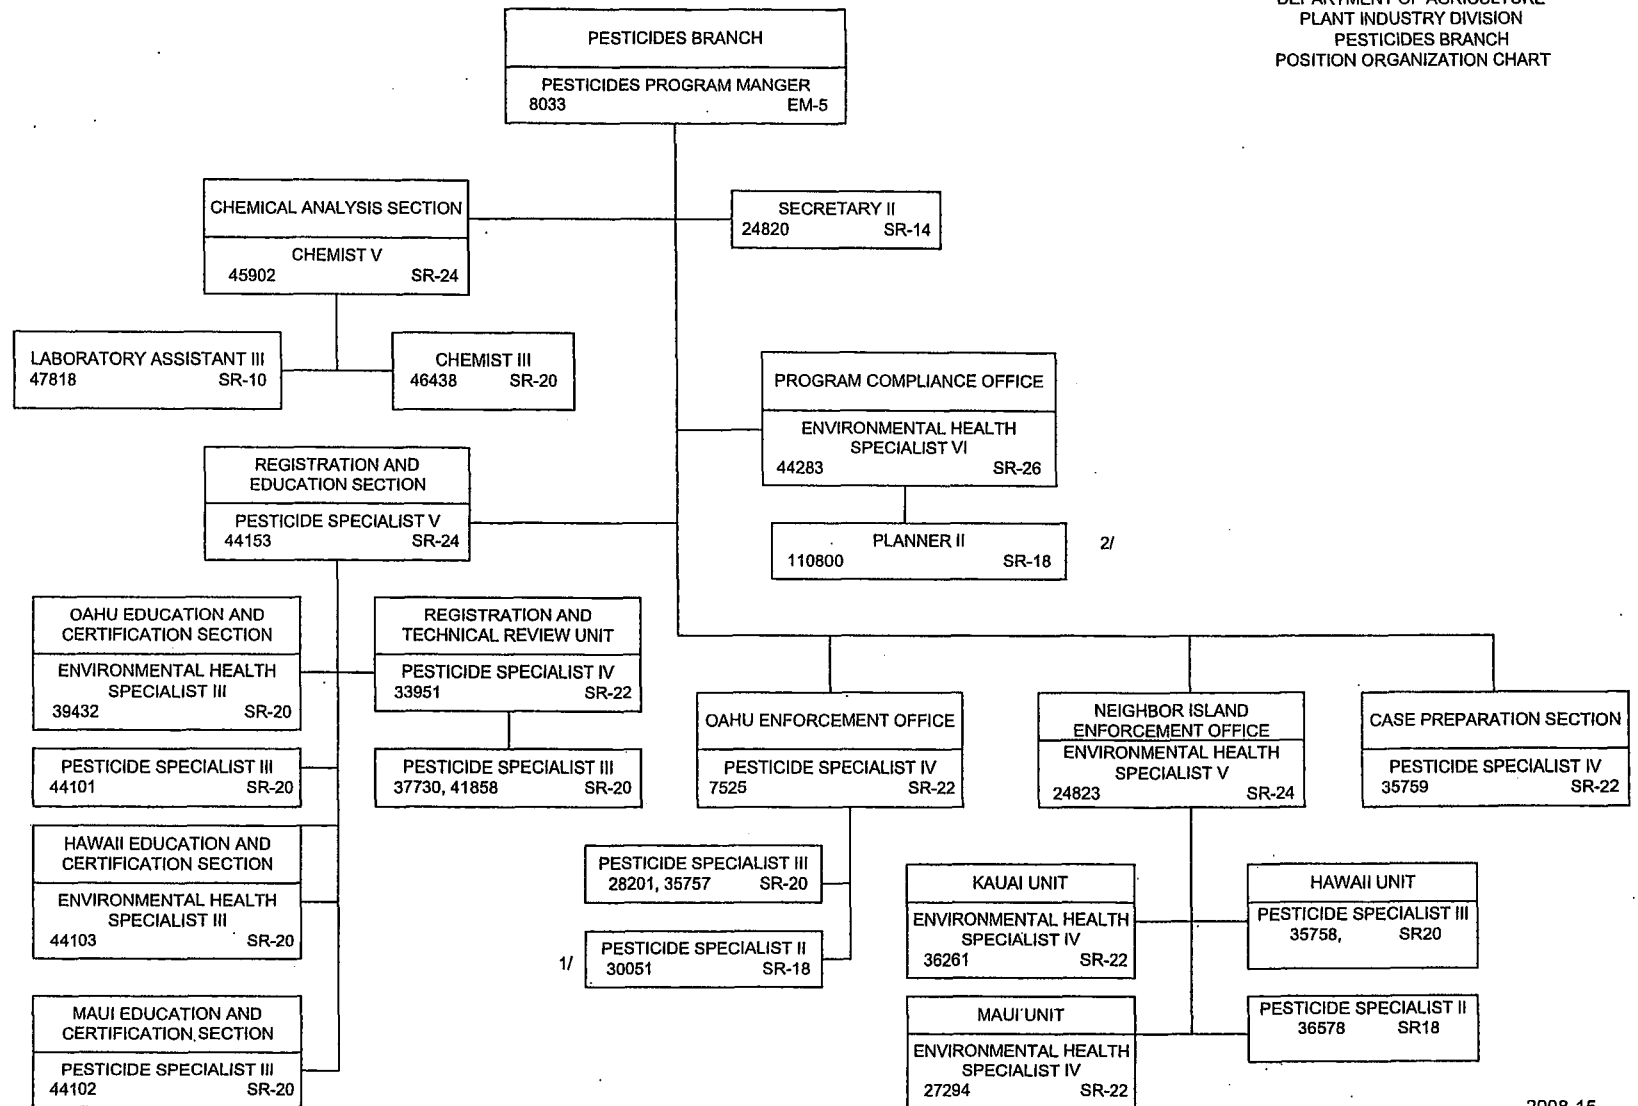 DEPARTMENT OF AGRICULTURE
PLANT INDUSTRY DIVISION
PESTICIDES BRANCH
POSITION ORGANIZATION CHART
PESTICIDES BRANCH
PESTICIDES PROGRAM MANGER
8033 EM-5
CHEMICAL ANALYSIS SECTION
CHEMIST V
45902 SR-24
SECRETARY II
24820 SR-14
LABORATORY ASSISTANT III
47818 SR-10
CHEMIST III
46438 SR-20
PROGRAM COMPLIANCE OFFICE
ENVIRONMENTAL HEALTH
SPECIALIST VI
44283 SR-26
PLANNER II
110800 SR-18
2/
REGISTRATION AND
EDUCATION SECTION
PESTICIDE SPECIALIST V
44153 SR-24
OAHU EDUCATION AND
CERTIFICATION SECTION
ENVIRONMENTAL HEALTH
SPECIALIST III
39432 SR-20
REGISTRATION AND
TECHNICAL REVIEW UNIT
PESTICIDE SPECIALIST IV
33951 SR-22
PESTICIDE SPECIALIST III
44101 SR-20
PESTICIDE SPECIALIST III
37730, 41858 SR-20
HAWAII EDUCATION AND
CERTIFICATION SECTION
ENVIRONMENTAL HEALTH
SPECIALIST III
44103 SR-20
MAUI EDUCATION AND
CERTIFICATION SECTION
PESTICIDE SPECIALIST III
44102 SR-20
OAHU ENFORCEMENT OFFICE
PESTICIDE SPECIALIST IV
7525 SR-22
PESTICIDE SPECIALIST III
28201, 35757 SR-20
1/
PESTICIDE SPECIALIST II
30051 SR-18
NEIGHBOR ISLAND
ENFORCEMENT OFFICE
ENVIRONMENTAL HEALTH
SPECIALIST V
24823 SR-24
CASE PREPARATION SECTION
PESTICIDE SPECIALIST IV
35759 SR-22
KAUAI UNIT
ENVIRONMENTAL HEALTH
SPECIALIST IV
36261 SR-22
HAWAII UNIT
PESTICIDE SPECIALIST III
35758, SR20
MAUI UNIT
ENVIRONMENTAL HEALTH
SPECIALIST IV
27294 SR-22
PESTICIDE SPECIALIST II
36578 SR18